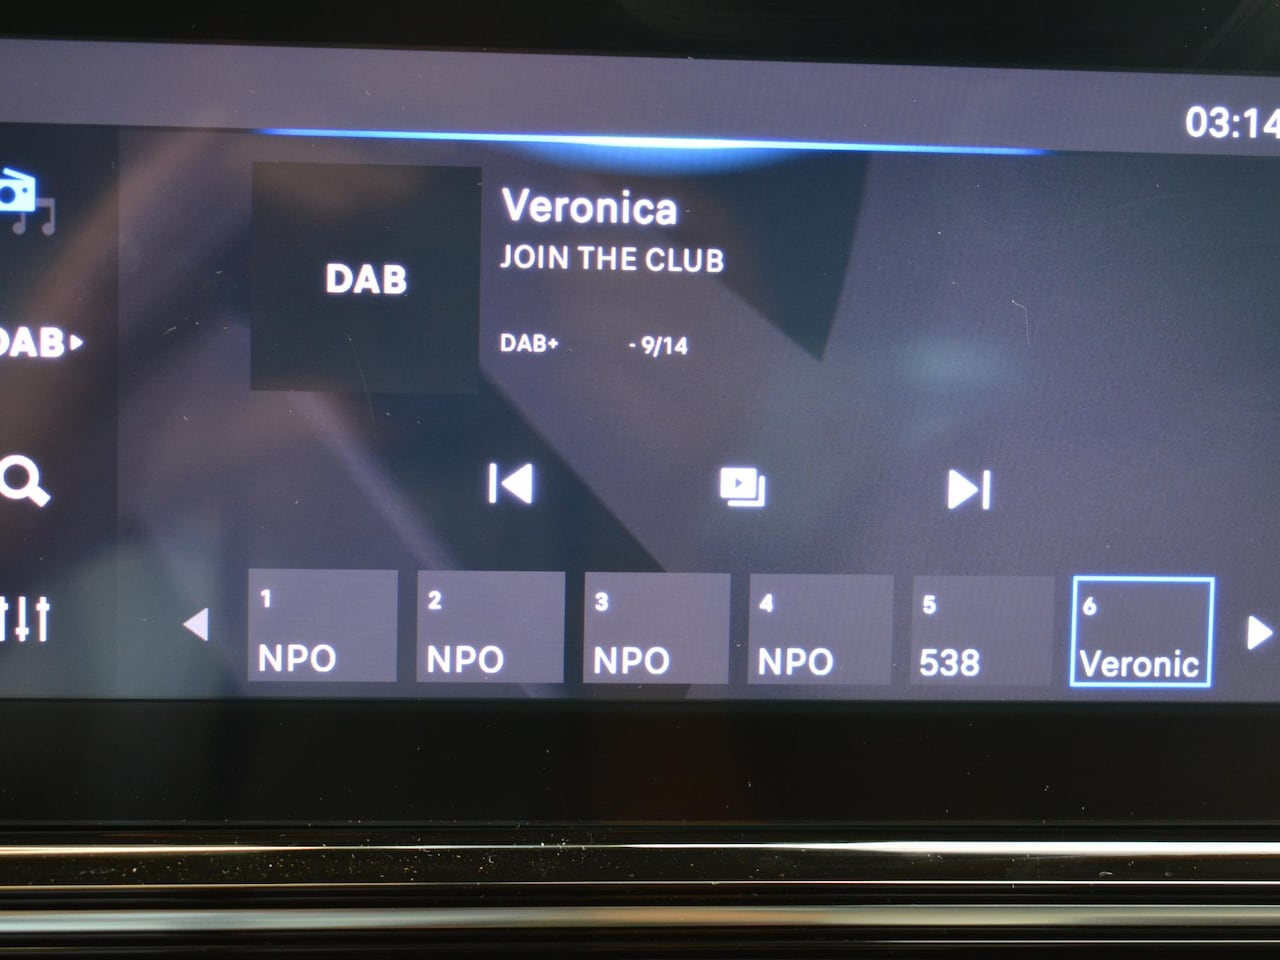 03:14
Veronica
JOIN THE CLUB
DAB
DAB+ - 9/14
DAB
1
NPO
2
NPO
3
NPO
4
NPO
5
538
6
Veronic